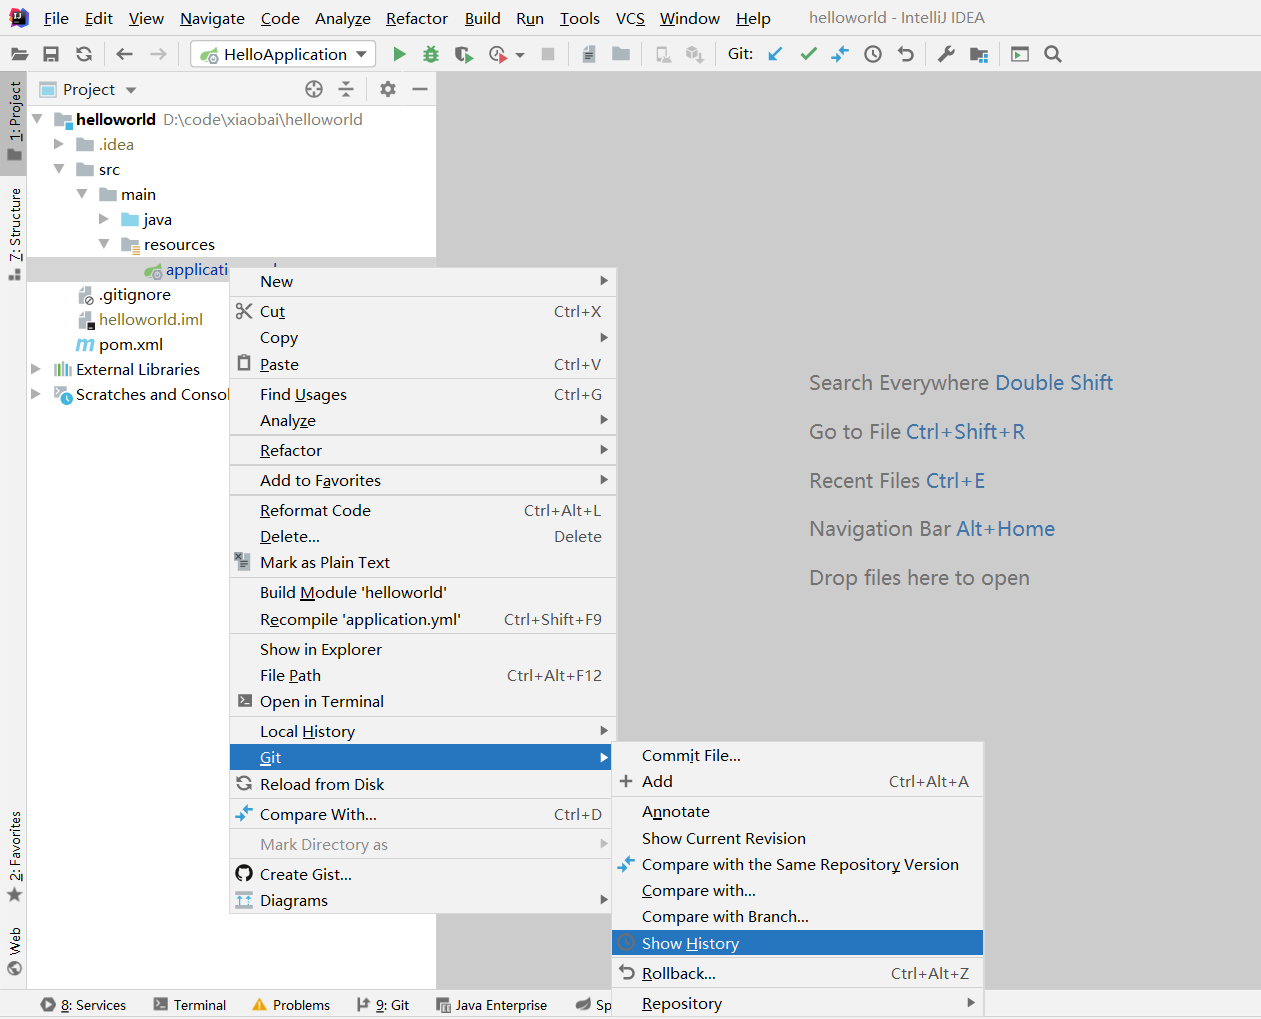 File Edit View Navigate Code Analyze Refactor Build Run Tools VCS Window Help helloworld - IntelliJ IDEA
HelloApplication Git:
Project
1: Project
7: Structure
2: Favorites
Web
helloworld D:\code\xiaobai\helloworld
.idea
src
main
java
resources
.gitignore
helloworld.iml
pom.xml
External Libraries
Scratches and
New
Cut Ctrl+X
Copy
Paste Ctrl+V
Find Usages Ctrl+G
Analyze
Refactor
Add to Favorites
Reformat Code Ctrl+Alt+L
Delete... Delete
Mark as Plain Text
Build Module 'helloworld'
Recompile 'application.yml' Ctrl+Shift+F9
Show in Explorer
File Path Ctrl+Alt+F12
Open in Terminal
Local History
Git
Reload from Disk
Compare With... Ctrl+D
Mark Directory as
Create Gist...
Diagrams
Commit File...
Add Ctrl+Alt+A
Annotate
Show Current Revision
Compare with the Same Repository Version
Compare with...
Compare with Branch...
Show History
Rollback... Ctrl+Alt+Z
Repository
Search Everywhere Double Shift
Go to File Ctrl+Shift+R
Recent Files Ctrl+E
Navigation Bar Alt+Home
Drop files here to open
8: Services Terminal Problems 9: Git Java Enterprise